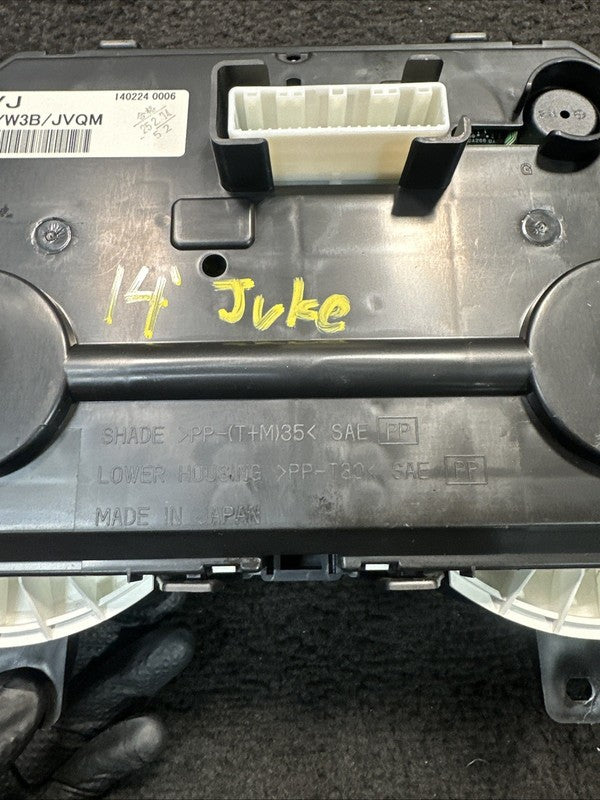 YJ 140224 0006
YW3B/JVQM
14' Juke
SHADE >PP-(T+M)35< SAE PP
LOWER HOUSING >PP-T30< SAE PP
MADE IN JAPAN